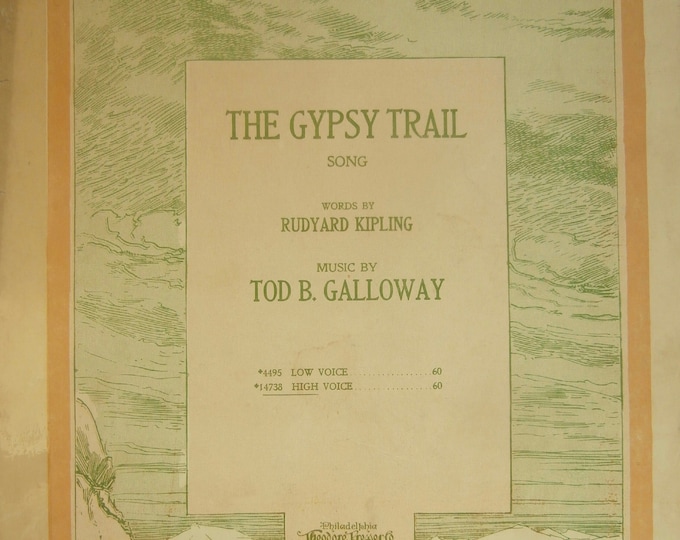 THE GYPSY TRAIL
SONG
WORDS BY
RUDYARD KIPLING
MUSIC BY
TOD B. GALLOWAY
*4495 LOW VOICE ................. 60
*14738 HIGH VOICE ................ 60
Philadelphia
Theodore Presser Co.